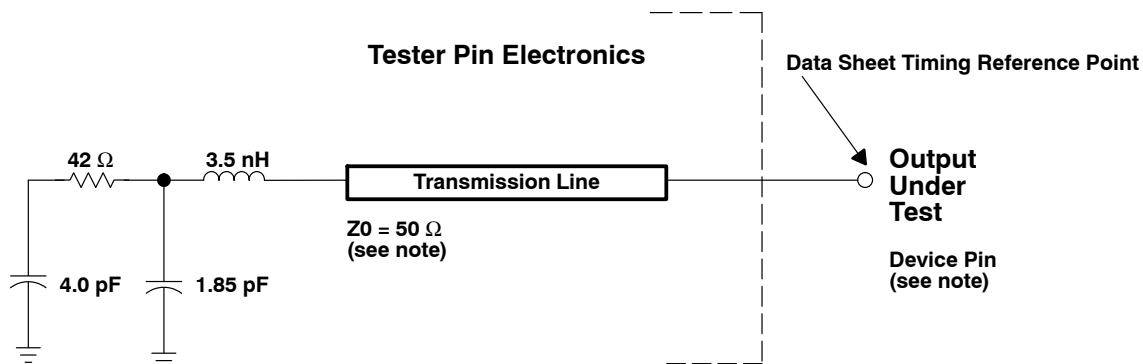 Tester Pin Electronics
Data Sheet Timing Reference Point
42 Ω
3.5 nH
Transmission Line
Output
Under
Test
Z0 = 50 Ω
(see note)
Device Pin
(see note)
4.0 pF
1.85 pF